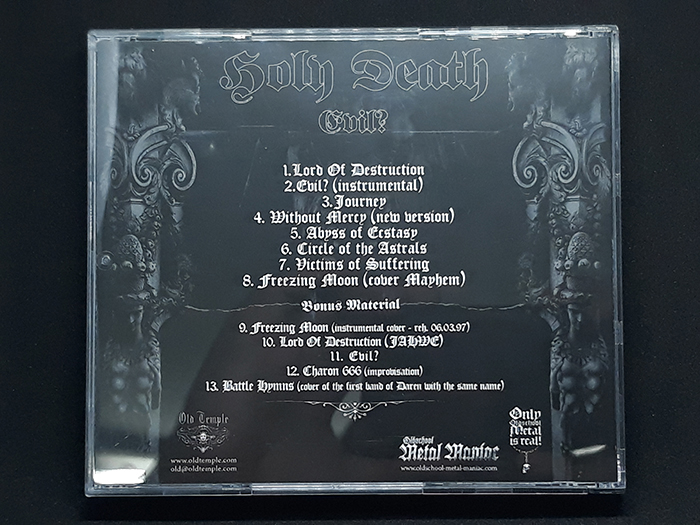 Holy Death
Evil?
1.Lord Of Destruction
2.Evil? (instrumental)
3.Journey
4. Without Mercy (new version)
5. Abyss of Ecstasy
6. Circle of the Astrals
7. Victims of Suffering
8. Freezing Moon (cover Mayhem)
Bonus Material
9. Freezing Moon (instrumental cover - reh. 06.03.97)
10. Lord Of Destruction (JAHWE)
11. Evil?
12. Charon 666 (improvisation)
13. Battle Hymns (cover of the first band of Daren with the same name)
Old Temple
www.oldtemple.com
old@oldtemple.com
Oldschool
Metal Maniac
www.oldschool-metal-maniac.com
Only
Oldschool
Metal
is real!